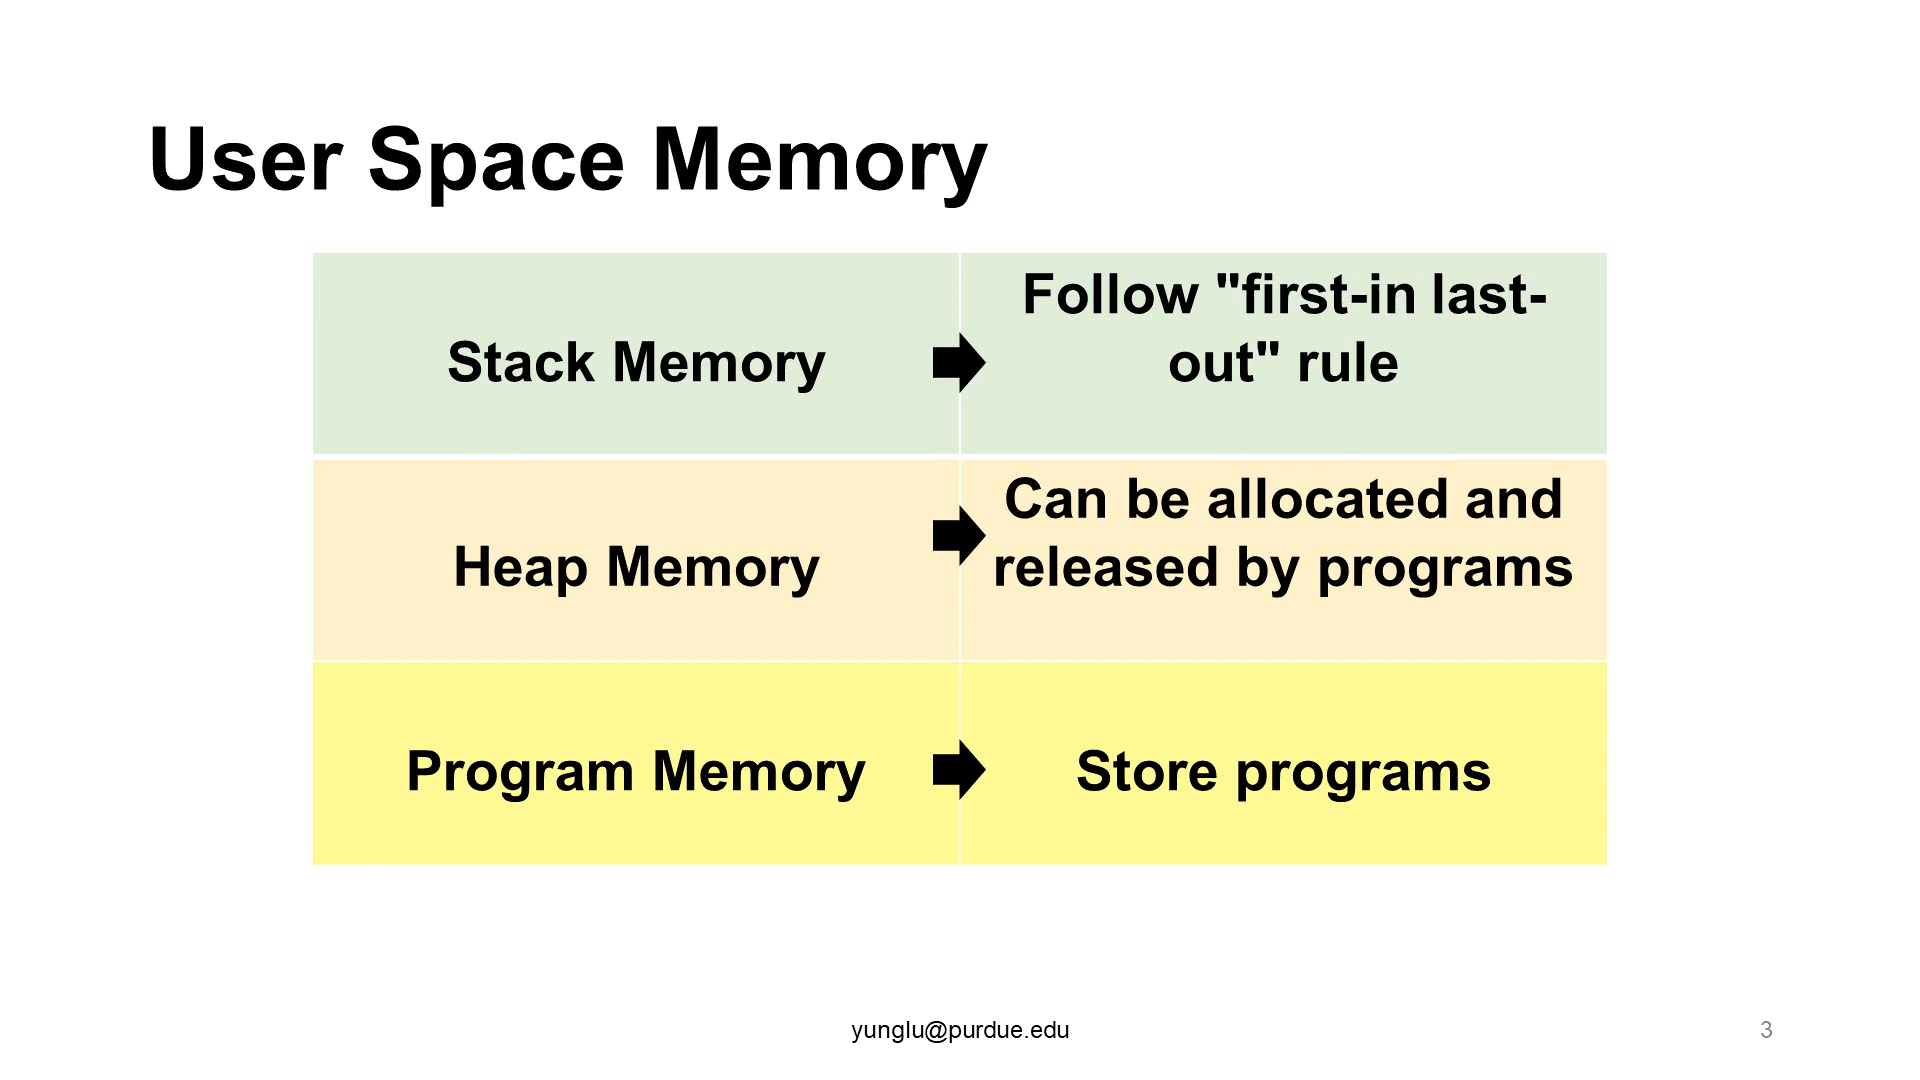 User Space Memory
Stack Memory
Follow "first-in last-
out" rule
Heap Memory
Can be allocated and
released by programs
Program Memory
Store programs
yunglu@purdue.edu
3